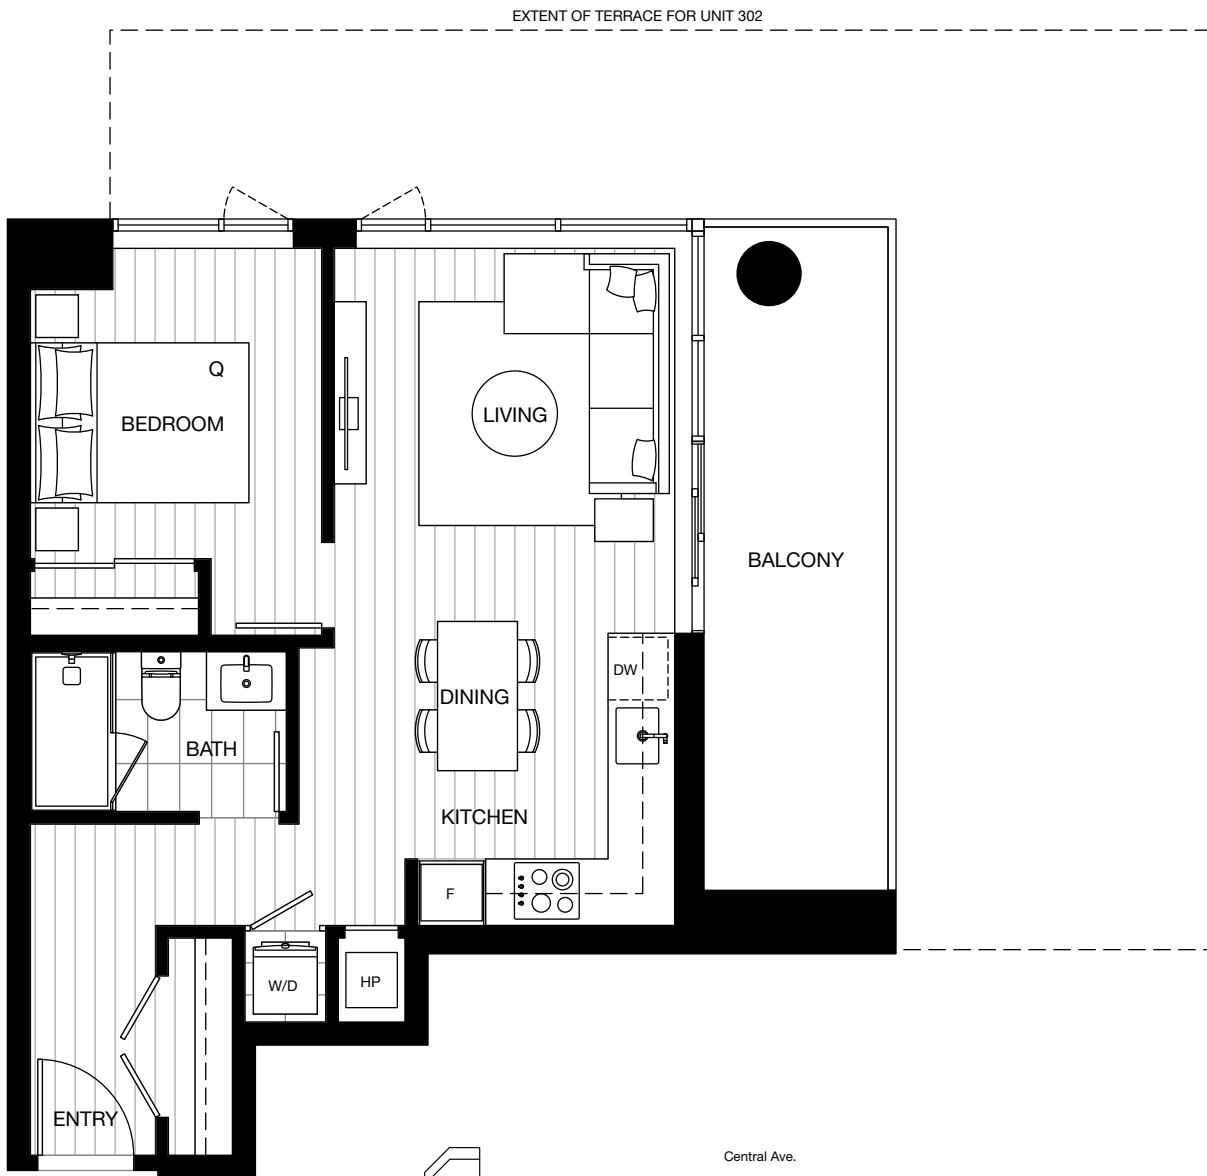 EXTENT OF TERRACE FOR UNIT 302
Q
BEDROOM
LIVING
BALCONY
DW
DINING
BATH
KITCHEN
F
W/D
HP
ENTRY
Central Ave.